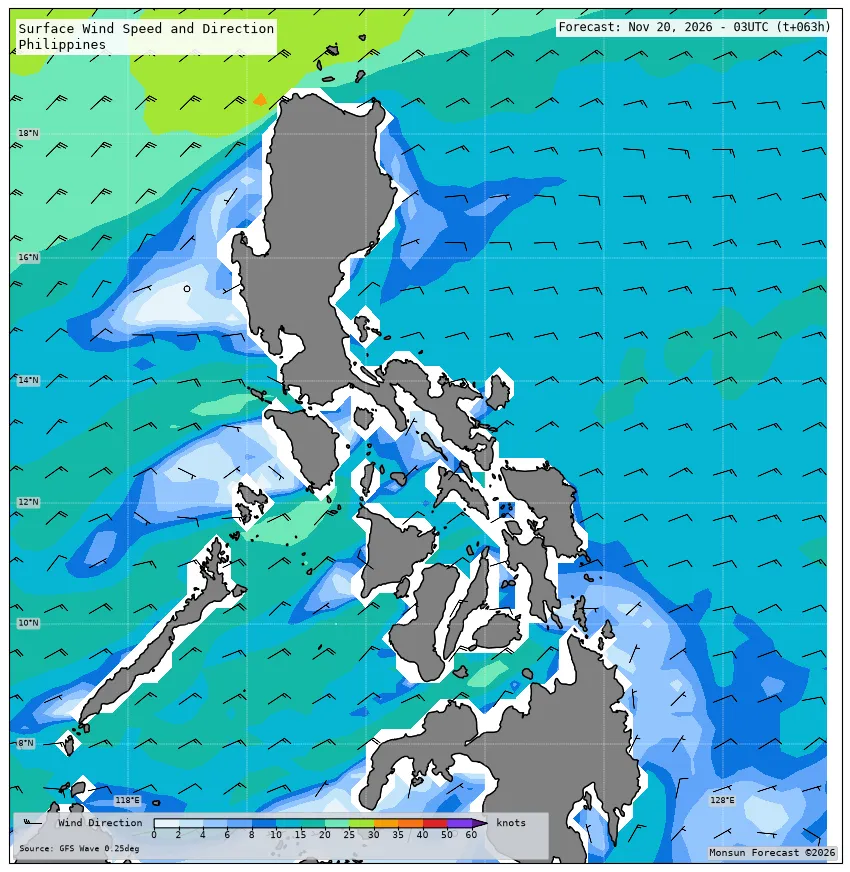 Surface Wind Speed and Direction
Philippines
Forecast: Nov 20, 2026 - 03UTC (t+063h)
18°N
16°N
14°N
12°N
10°N
8°N
118°E
128°E
Wind Direction
0 2 4 6 8 10 15 20 25 30 35 40 50 60
knots
Source: GFS Wave 0.25deg
Monsun Forecast ©2026